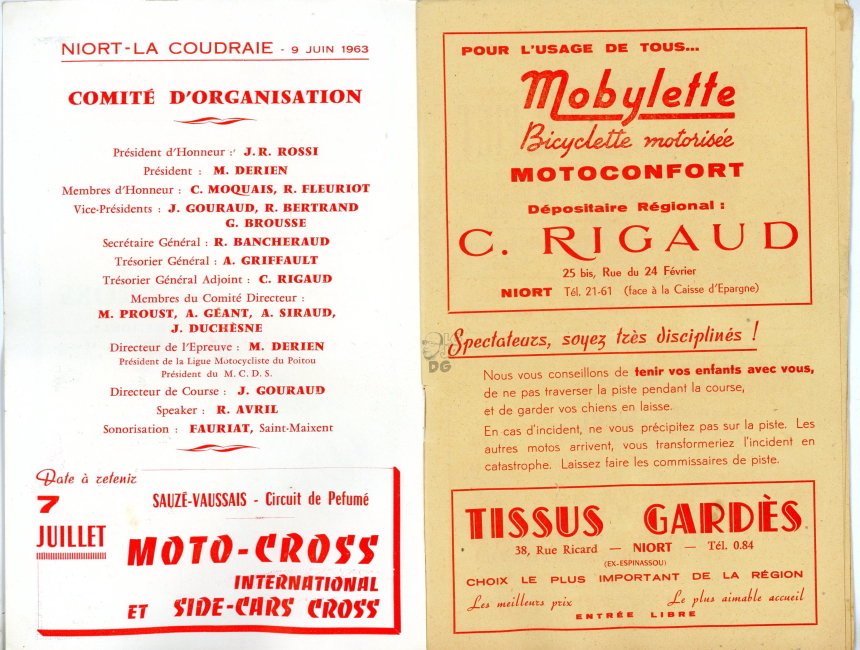 NIORT-LA COUDRAIE - 9 JUIN 1963
COMITÉ D'ORGANISATION
Président d'Honneur : J. R. ROSSI
Président : M. DERIEN
Membres d'Honneur : C. MOQUAIS, R. FLEURIOT
Vice-Présidents : J. GOURAUD, R. BERTRAND
G. BROUSSE
Secrétaire Général : R. BANCHERAUD
Trésorier Général : A. GRIFFAULT
Trésorier Général Adjoint : C. RIGAUD
Membres du Comité Directeur :
M. PROUST, A. GÉANT, A. SIRAUD,
J. DUCHÈSNE
Directeur de l'Epreuve : M. DERIEN
Président de la Ligue Motocycliste du Poitou
Président du M. C. D. S.
Directeur de Course : J. GOURAUD
Speaker : R. AVRIL
Sonorisation : FAURIAT, Saint-Maixent
Date à retenir
7
JUILLET
SAUZÉ-VAUSSAIS - Circuit de Pefumé
MOTO-CROSS
INTERNATIONAL
ET SIDE-CARS CROSS
POUR L'USAGE DE TOUS...
Mobylette
Bicyclette motorisée
MOTOCONFORT
Dépositaire Régional :
C. RIGAUD
25 bis, Rue du 24 Février
NIORT Tél. 21-61 (face à la Caisse d'Epargne)
Spectateurs, soyez très disciplinés !
DG
Nous vous conseillons de tenir vos enfants avec vous,
de ne pas traverser la piste pendant la course,
et de garder vos chiens en laisse.
En cas d'incident, ne vous précipitez pas sur la piste. Les
autres motos arrivent, vous transformeriez l'incident en
catastrophe. Laissez faire les commissaires de piste.
TISSUS GARDÈS
38, Rue Ricard — NIORT — Tél. 0.84
(EX-ESPINASSOU)
CHOIX LE PLUS IMPORTANT DE LA RÉGION
Les meilleurs prix Le plus aimable accueil
ENTRÉE LIBRE